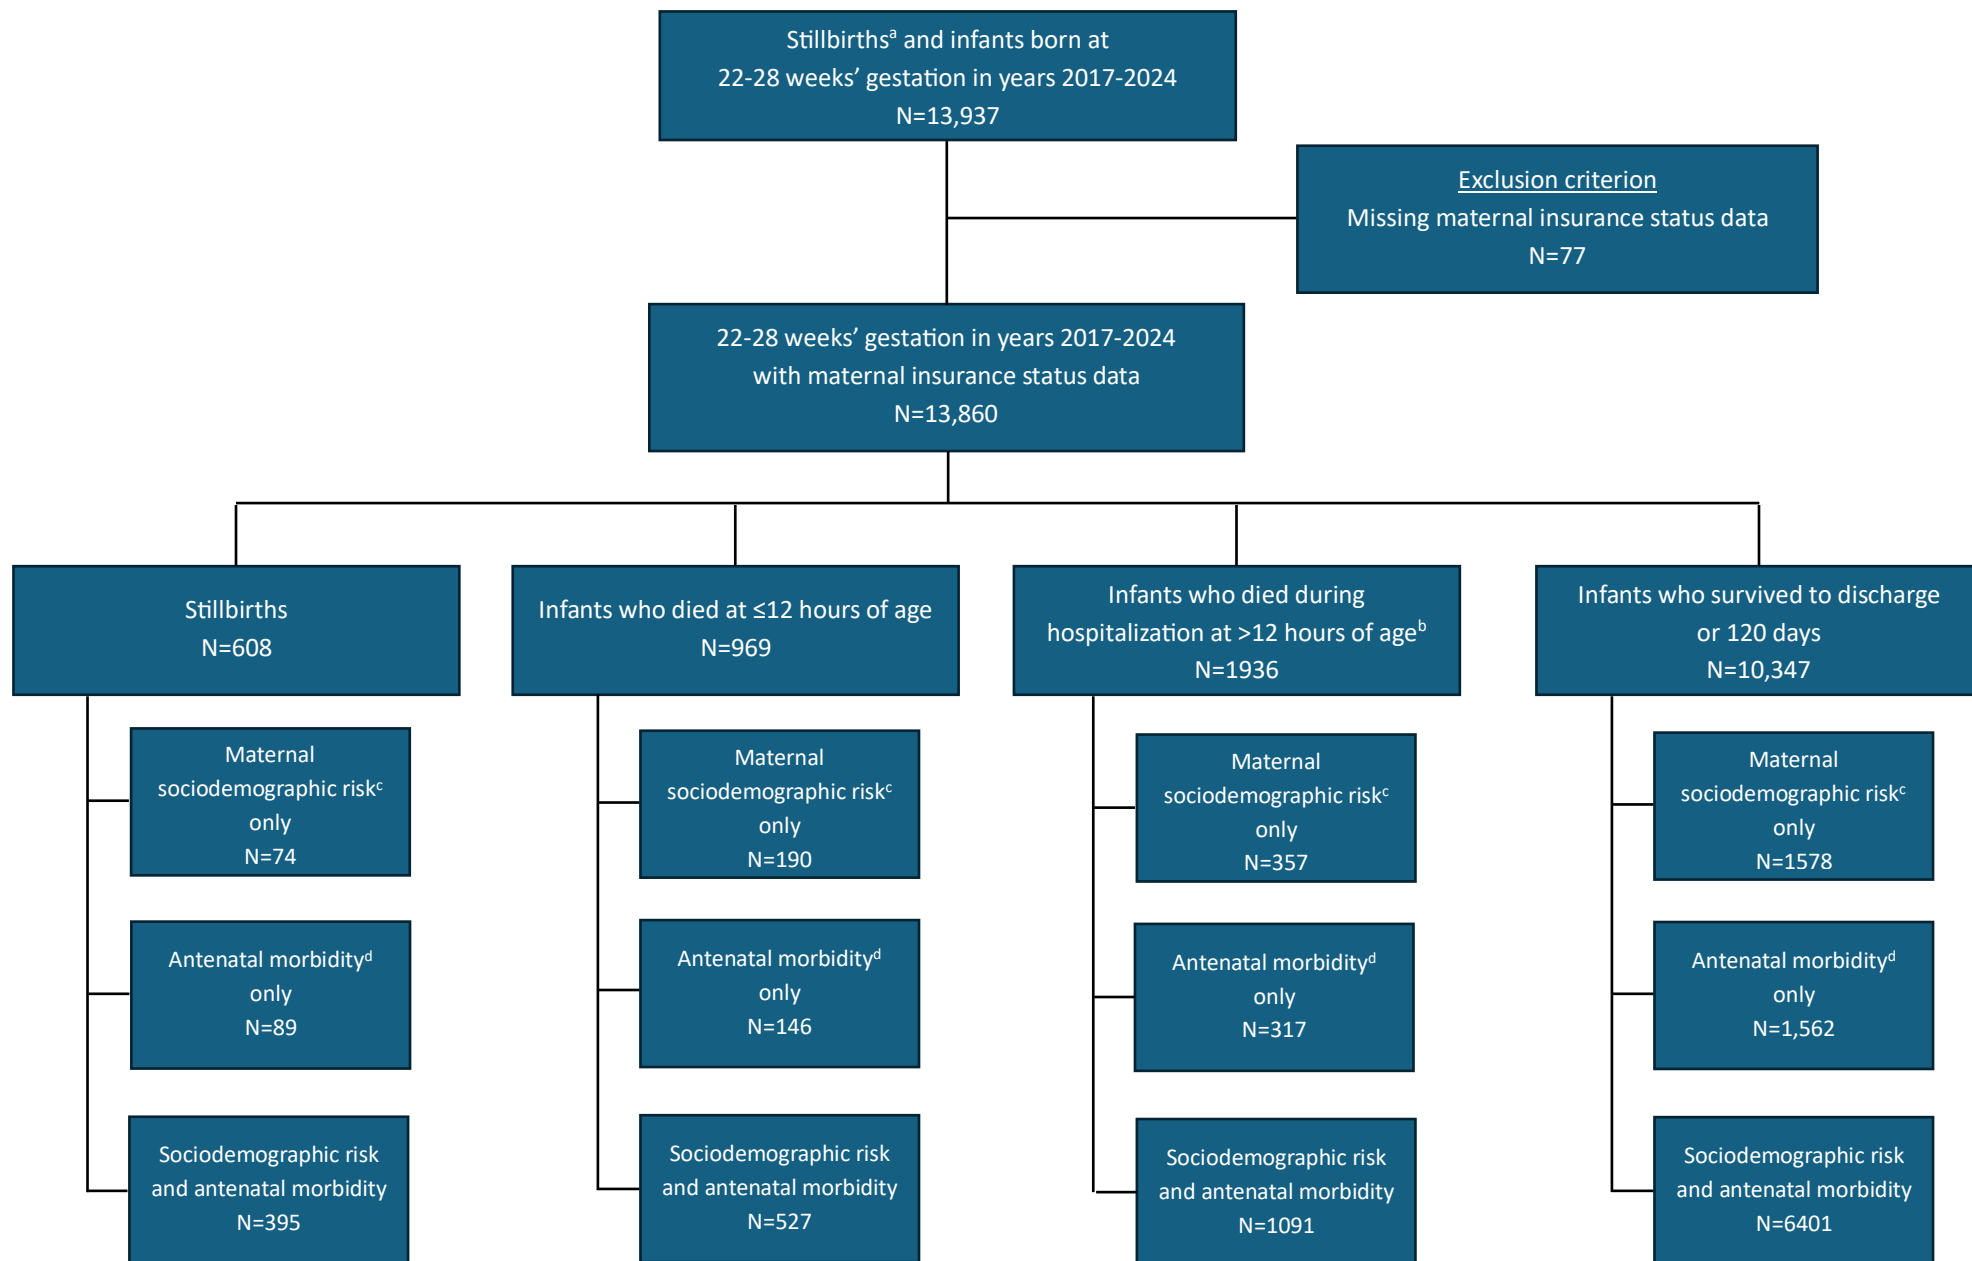 Stillbirthsᵃ and infants born at
22-28 weeks’ gestation in years 2017-2024
N=13,937
Exclusion criterion
Missing maternal insurance status data
N=77
22-28 weeks’ gestation in years 2017-2024
with maternal insurance status data
N=13,860
Stillbirths
N=608
Infants who died at ≤12 hours of age
N=969
Infants who died during
hospitalization at >12 hours of ageᵇ
N=1936
Infants who survived to discharge
or 120 days
N=10,347
Maternal
sociodemographic riskᶜ
only
N=74
Antenatal morbidityᵈ
only
N=89
Sociodemographic risk
and antenatal morbidity
N=395
Maternal
sociodemographic riskᶜ
only
N=190
Antenatal morbidityᵈ
only
N=146
Sociodemographic risk
and antenatal morbidity
N=527
Maternal
sociodemographic riskᶜ
only
N=357
Antenatal morbidityᵈ
only
N=317
Sociodemographic risk
and antenatal morbidity
N=1091
Maternal
sociodemographic riskᶜ
only
N=1578
Antenatal morbidityᵈ
only
N=1,562
Sociodemographic risk
and antenatal morbidity
N=6401